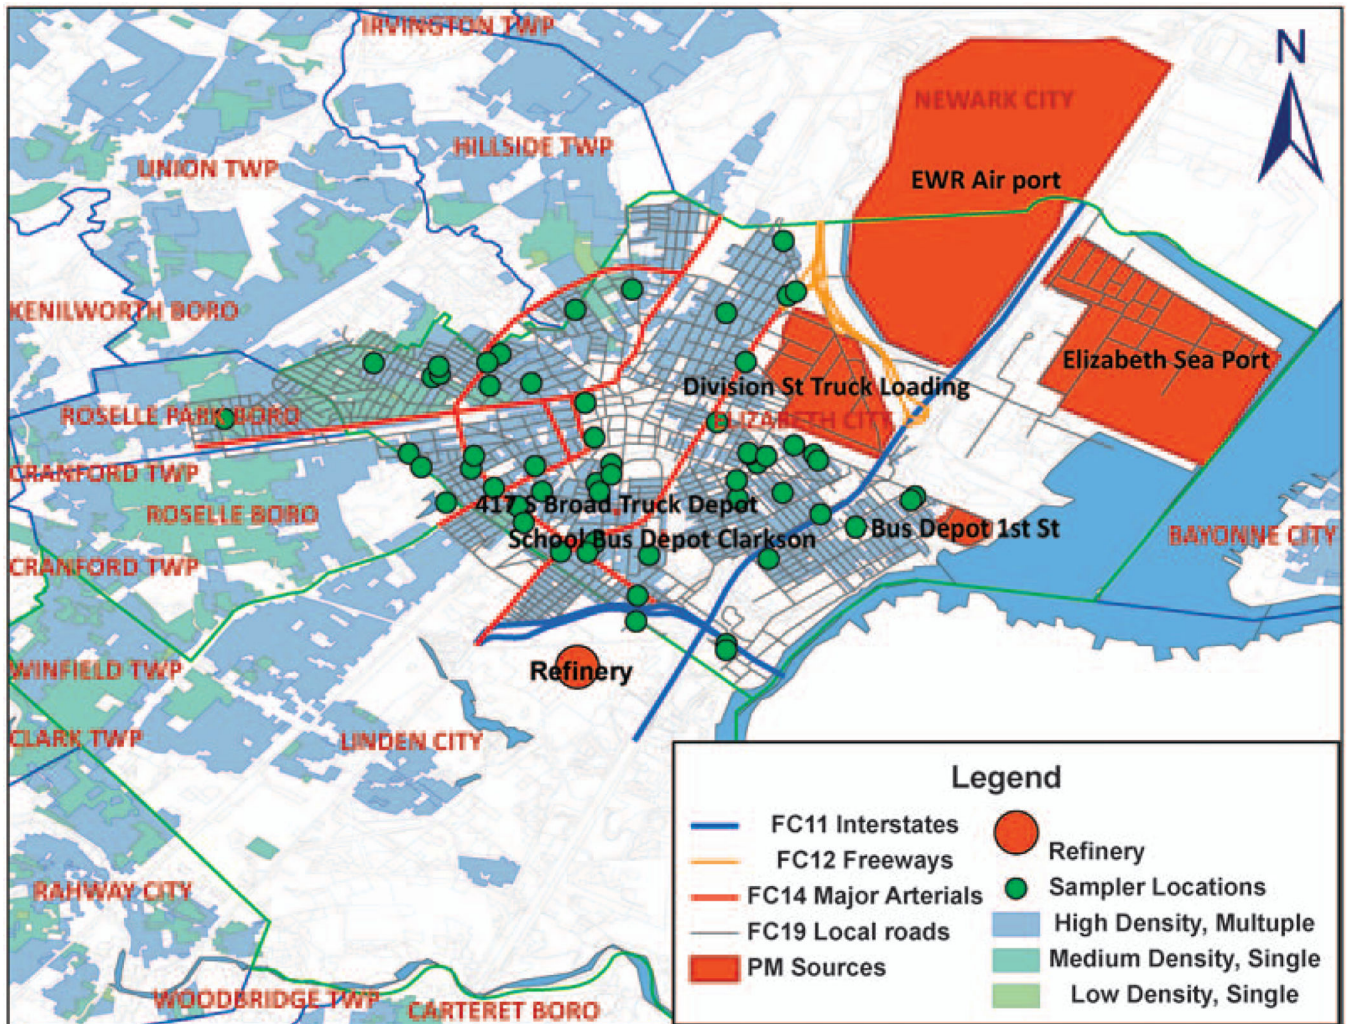 IRVINGTON TWP
N
NEWARK CITY
HILLSIDE TWP
UNION TWP
EWR Air port
KENILWORTH BORO
Elizabeth Sea Port
Division St Truck Loading
ROSELLE PARK BORO
ELIZABETH CITY
CRANFORD TWP
417 S Broad Truck Depot
ROSELLE BORO
Bus Depot 1st St
School Bus Depot Clarkson
BAYONNE CITY
CRANFORD TWP
WINFIELD TWP
Refinery
CLARK TWP
LINDEN CITY
RAHWAY CITY
WOODBRIDGE TWP
CARTERET BORO
Legend
FC11 Interstates
FC12 Freeways
FC14 Major Arterials
FC19 Local roads
PM Sources
Refinery
Sampler Locations
High Density, Multuple
Medium Density, Single
Low Density, Single